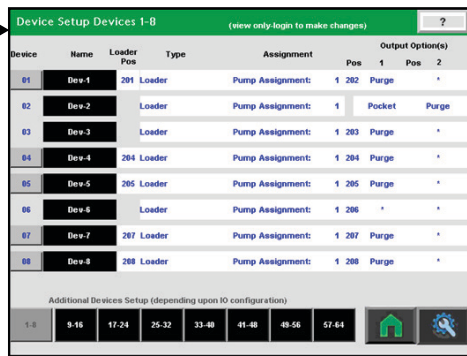 Device Setup Devices 1-8 (view only-login to make changes) ?
Output Option(s)
Device Name Loader Pos Type Assignment Pos 1 Pos 2
01 Dev-1 201 Loader Pump Assignment: 1 202 Purge *
02 Dev-2 Loader Pump Assignment: 1 Pocket Purge
03 Dev-3 Loader Pump Assignment: 1 203 Purge *
04 Dev-4 204 Loader Pump Assignment: 1 204 Purge *
05 Dev-5 205 Loader Pump Assignment: 1 205 Purge *
06 Dev-6 Loader Pump Assignment: 1 206 * *
07 Dev-7 207 Loader Pump Assignment: 1 207 Purge *
08 Dev-8 208 Loader Pump Assignment: 1 208 Purge *
Additional Devices Setup (depending upon IO configuration)
1-8 9-16 17-24 25-32 33-40 41-48 49-56 57-64